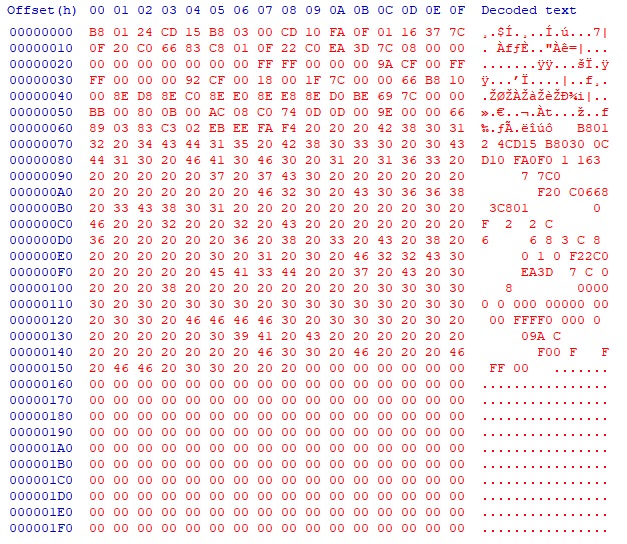 Offset(h) 00 01 02 03 04 05 06 07 08 09 0A 0B 0C 0D 0E 0F Decoded text
00000000 B8 01 24 CD 15 B8 03 00 CD 10 FA 0F 01 16 37 7C ¸.$Í.¸..Í.ú...7|
00000010 0F 20 C0 66 83 C8 01 0F 22 C0 EA 3D 7C 08 00 00 . ÀfƒÈ.."Àê=|...
00000020 00 00 00 00 00 00 00 FF FF 00 00 00 9A CF 00 FF .......ÿÿ...šÏ.ÿ
00000030 FF 00 00 00 92 CF 00 18 00 1F 7C 00 00 66 B8 10 ÿ...’Ï....|..f¸.
00000040 00 8E D8 8E C0 8E E0 8E E8 8E D0 BE 69 7C 00 00 .ŽØŽÀŽàŽèŽÐ¾i|..
00000050 BB 00 80 0B 00 AC 08 C0 74 0D 0D 00 9E 00 00 66 ».€..¬.Àt...ž..f
00000060 89 03 83 C3 02 EB EE FA F4 20 20 20 42 38 30 31 ‰.ƒÃ.ëîúô   B801
00000070 32 20 34 43 44 31 35 20 42 38 30 33 30 20 30 43 2 4CD15 B8030 0C
00000080 44 31 30 20 46 41 30 46 30 20 31 20 31 36 33 20 D10 FA0F0 1 163
00000090 20 20 20 20 20 37 20 37 43 30 20 20 20 20 20 20      7 7C0
000000A0 20 20 20 20 20 20 20 46 32 30 20 43 30 36 36 38        F20 C0668
000000B0 20 33 43 38 30 31 20 20 20 20 20 20 20 20 30 20  3C801        0
000000C0 46 20 20 32 20 20 32 20 43 20 20 20 20 20 20 20 F  2  2 C
000000D0 36 20 20 20 20 20 36 20 38 20 33 20 43 20 38 20 6     6 8 3 C 8
000000E0 20 20 20 20 20 30 20 31 20 30 20 46 32 32 43 30      0 1 0 F22C0
000000F0 20 20 20 20 20 45 41 33 44 20 20 37 20 43 20 30      EA3D  7 C 0
00000100 20 20 20 38 20 20 20 20 20 20 20 20 30 30 30 30    8        0000
00000110 30 20 30 20 30 30 30 20 30 30 30 30 30 20 30 30 0 0 000 00000 00
00000120 20 30 30 20 46 46 46 46 30 20 30 30 30 20 30 20  00 FFFF0 000 0
00000130 20 20 20 20 20 30 39 41 20 43 20 20 20 20 20 20      09A C
00000140 20 20 20 20 20 20 20 46 30 30 20 46 20 20 20 46        F00 F   F
00000150 20 46 46 20 30 30 20 20 20 00 00 00 00 00 00 00  FF 00   .......
00000160 00 00 00 00 00 00 00 00 00 00 00 00 00 00 00 00 ................
00000170 00 00 00 00 00 00 00 00 00 00 00 00 00 00 00 00 ................
00000180 00 00 00 00 00 00 00 00 00 00 00 00 00 00 00 00 ................
00000190 00 00 00 00 00 00 00 00 00 00 00 00 00 00 00 00 ................
000001A0 00 00 00 00 00 00 00 00 00 00 00 00 00 00 00 00 ................
000001B0 00 00 00 00 00 00 00 00 00 00 00 00 00 00 00 00 ................
000001C0 00 00 00 00 00 00 00 00 00 00 00 00 00 00 00 00 ................
000001D0 00 00 00 00 00 00 00 00 00 00 00 00 00 00 00 00 ................
000001E0 00 00 00 00 00 00 00 00 00 00 00 00 00 00 00 00 ................
000001F0 00 00 00 00 00 00 00 00 00 00 00 00 00 00 00 00 ................